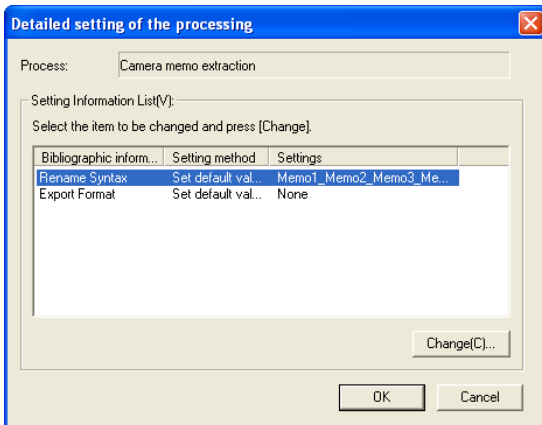 Detailed setting of the processing
Process: Camera memo extraction
Setting Information List(V):
Select the item to be changed and press [Change].
Bibliographic inform... Setting method Settings
Rename Syntax Set default val... Memo1_Memo2_Memo3_Me...
Export Format Set default val... None
Change(C)...
OK Cancel